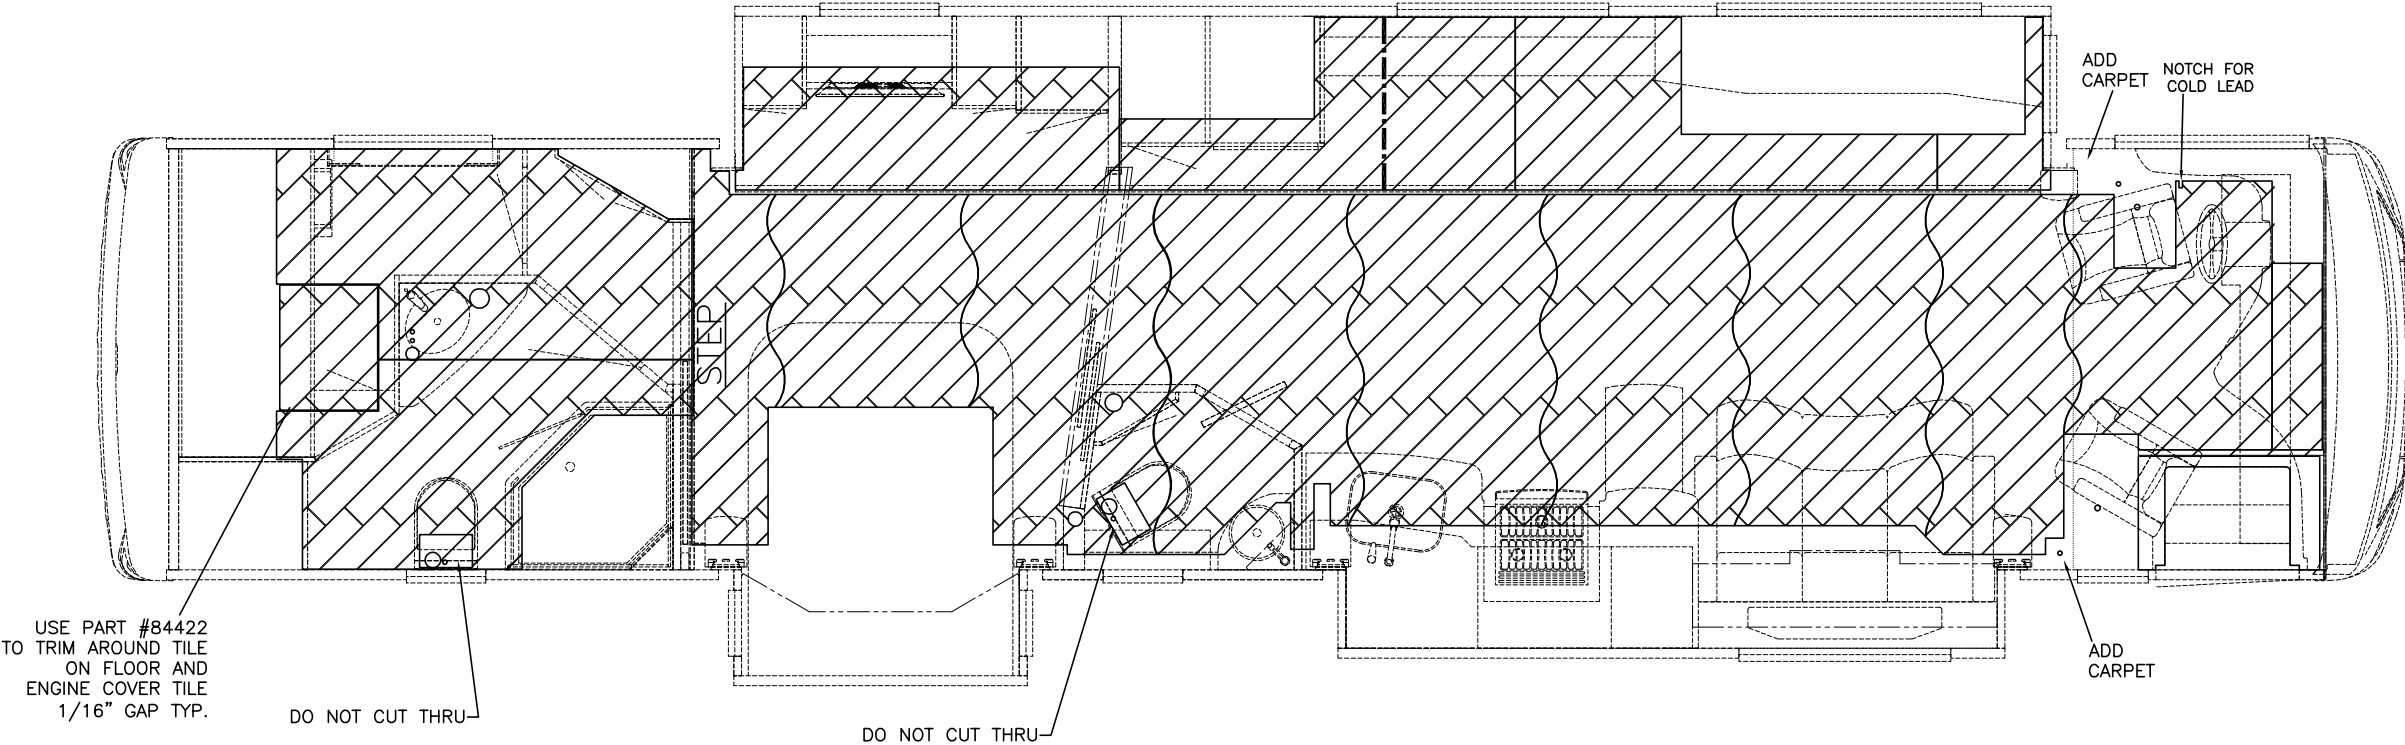 ADD
CARPET
NOTCH FOR
COLD LEAD
STEP
USE PART #84422
TO TRIM AROUND TILE
ON FLOOR AND
ENGINE COVER TILE
1/16" GAP TYP.
DO NOT CUT THRU
DO NOT CUT THRU
ADD
CARPET